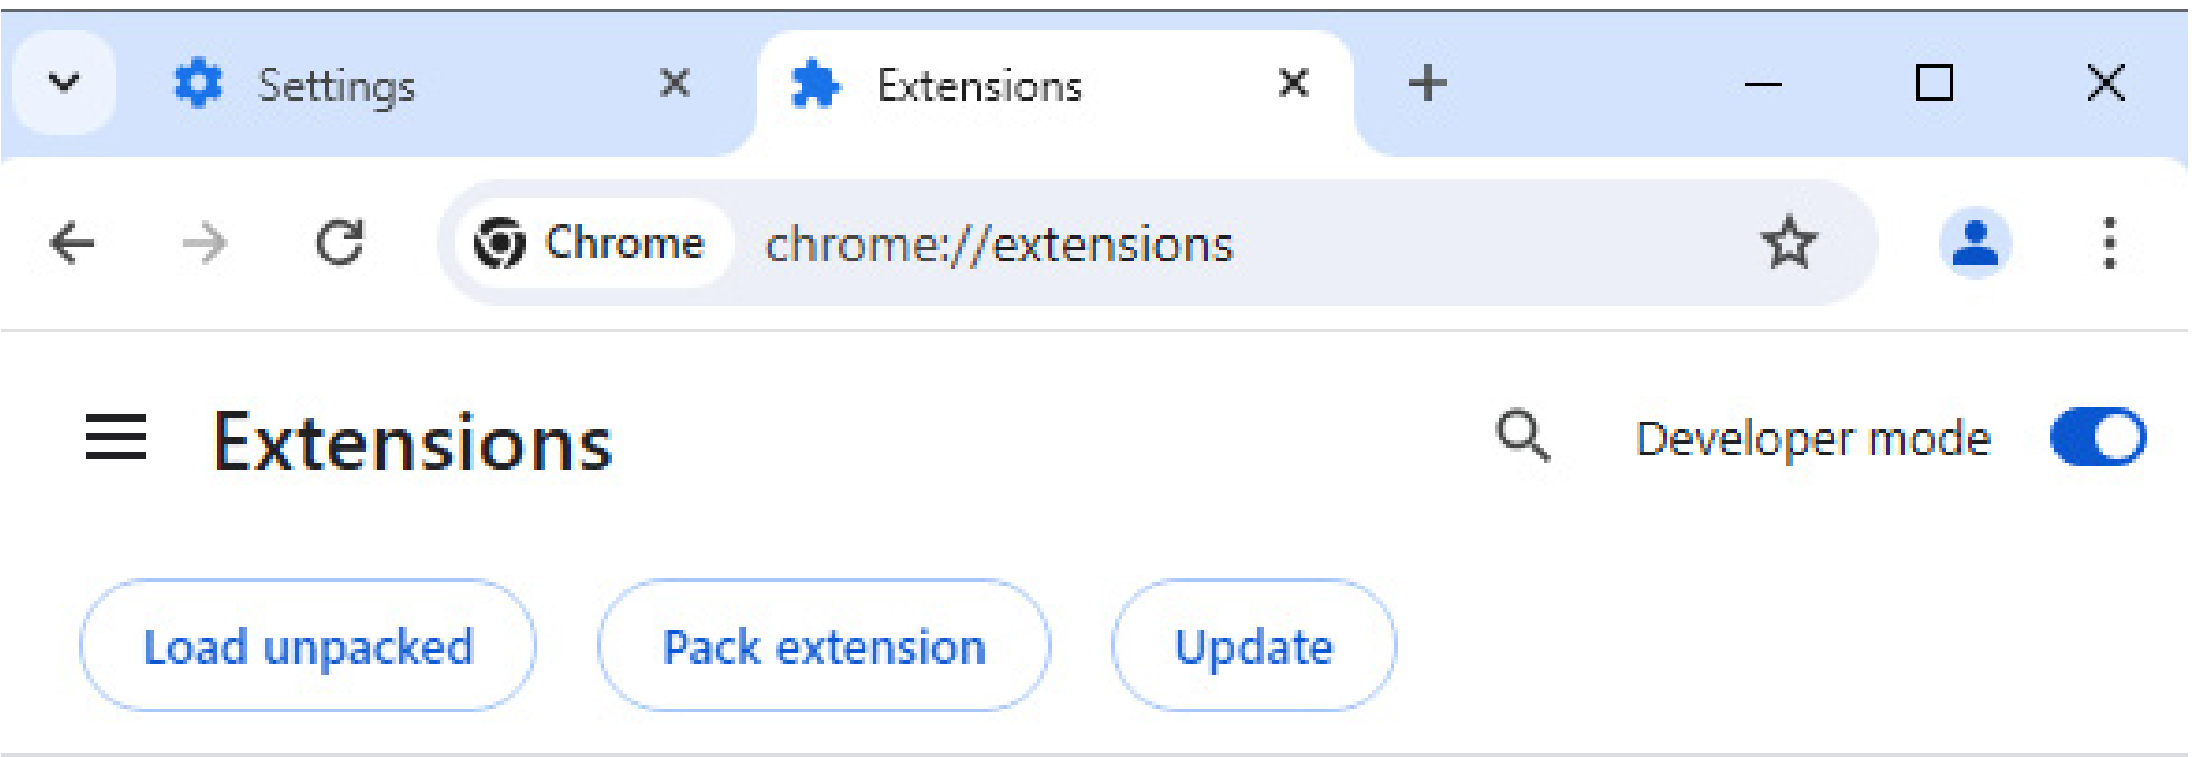 Settings
Extensions
Chrome chrome://extensions
Extensions
Developer mode
Load unpacked
Pack extension
Update